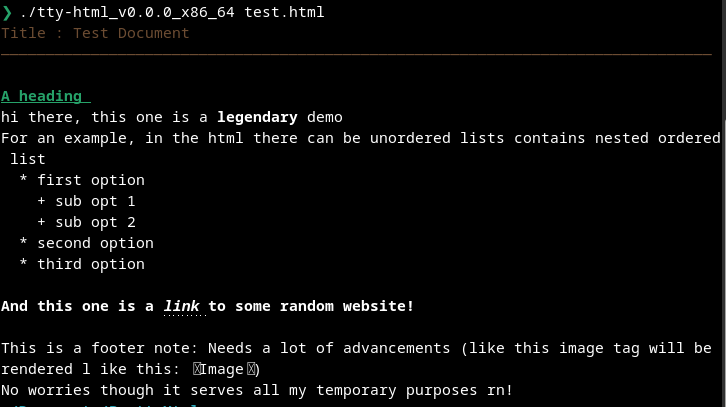 ❯ ./tty-html_v0.0.0_x86_64 test.html
Title : Test Document
A heading
hi there, this one is a legendary demo
For an example, in the html there can be unordered lists contains nested ordered
list
* first option
+ sub opt 1
+ sub opt 2
* second option
* third option
And this one is a link to some random website!
This is a footer note: Needs a lot of advancements (like this image tag will be
rendered l ike this: Image)
No worries though it serves all my temporary purposes rn!